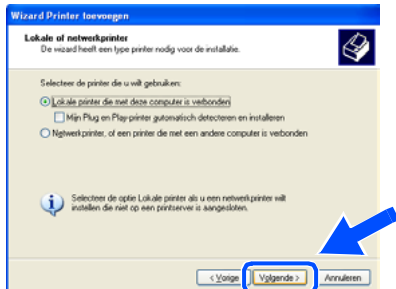 Wizard Printer toevoegen
Lokale of netwerkprinter
De wizard heeft een type printer nodig voor de installatie.
Selecteer de printer die u wilt gebruiken:
Lokale printer die met deze computer is verbonden
Mijn Plug en Play-printer automatisch detecteren en installeren
Netwerkprinter, of een printer die met een andere computer is verbonden
Selecteer de optie Lokale printer als u een netwerkprinter wilt
instellen die niet op een printserver is aangesloten.
< Vorige Volgende > Annuleren